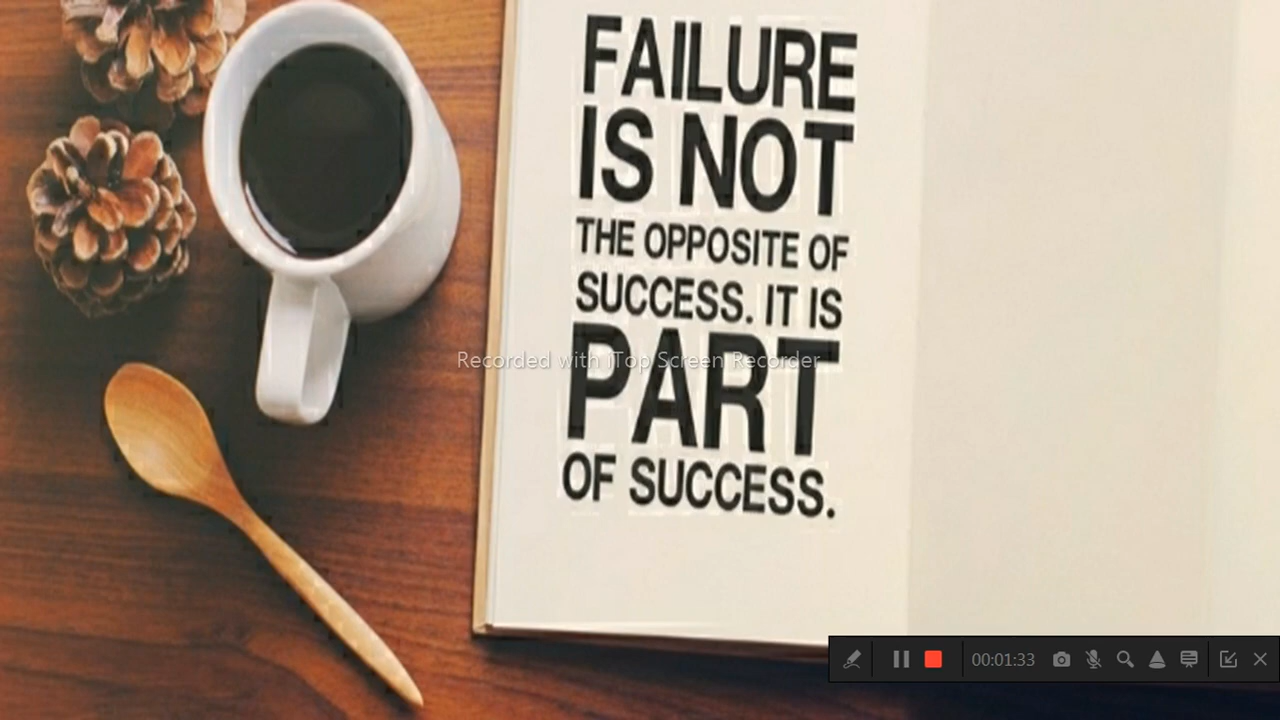 FAILURE
IS NOT
THE OPPOSITE OF
SUCCESS. IT IS
PART
OF SUCCESS.
Recorded with iTop Screen Recorder
00:01:33